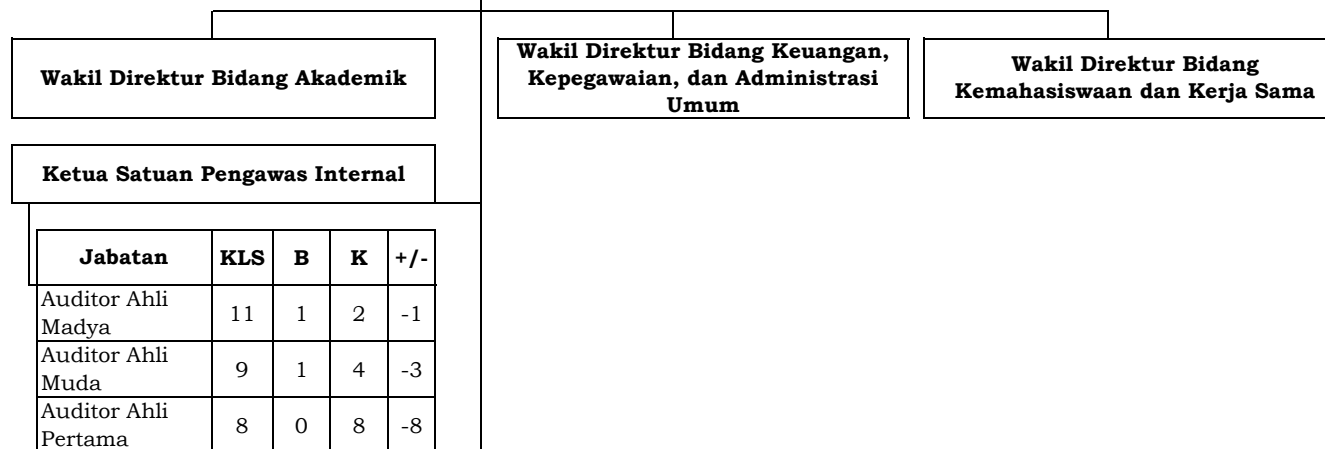 Wakil Direktur Bidang Akademik
Wakil Direktur Bidang Keuangan,
Kepegawaian, dan Administrasi
Umum
Wakil Direktur Bidang
Kemahasiswaan dan Kerja Sama
Ketua Satuan Pengawas Internal
Jabatan KLS B K +/-
Auditor Ahli
Madya 11 1 2 -1
Auditor Ahli
Muda 9 1 4 -3
Auditor Ahli
Pertama 8 0 8 -8